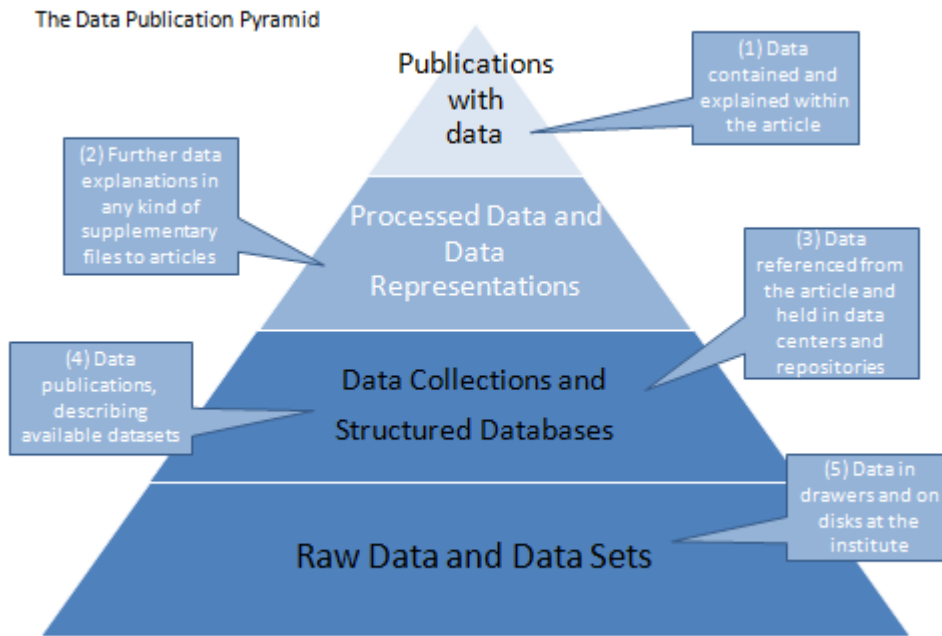 The Data Publication Pyramid
Publications
with
data
(1) Data
contained and
explained within
the article
(2) Further data
explanations in
any kind of
supplementary
files to articles
Processed Data and
Data
Representations
(3) Data
referenced from
the article and
held in data
centers and
repositories
(4) Data
publications,
describing
available datasets
Data Collections and
Structured Databases
(5) Data in
drawers and on
disks at the
institute
Raw Data and Data Sets